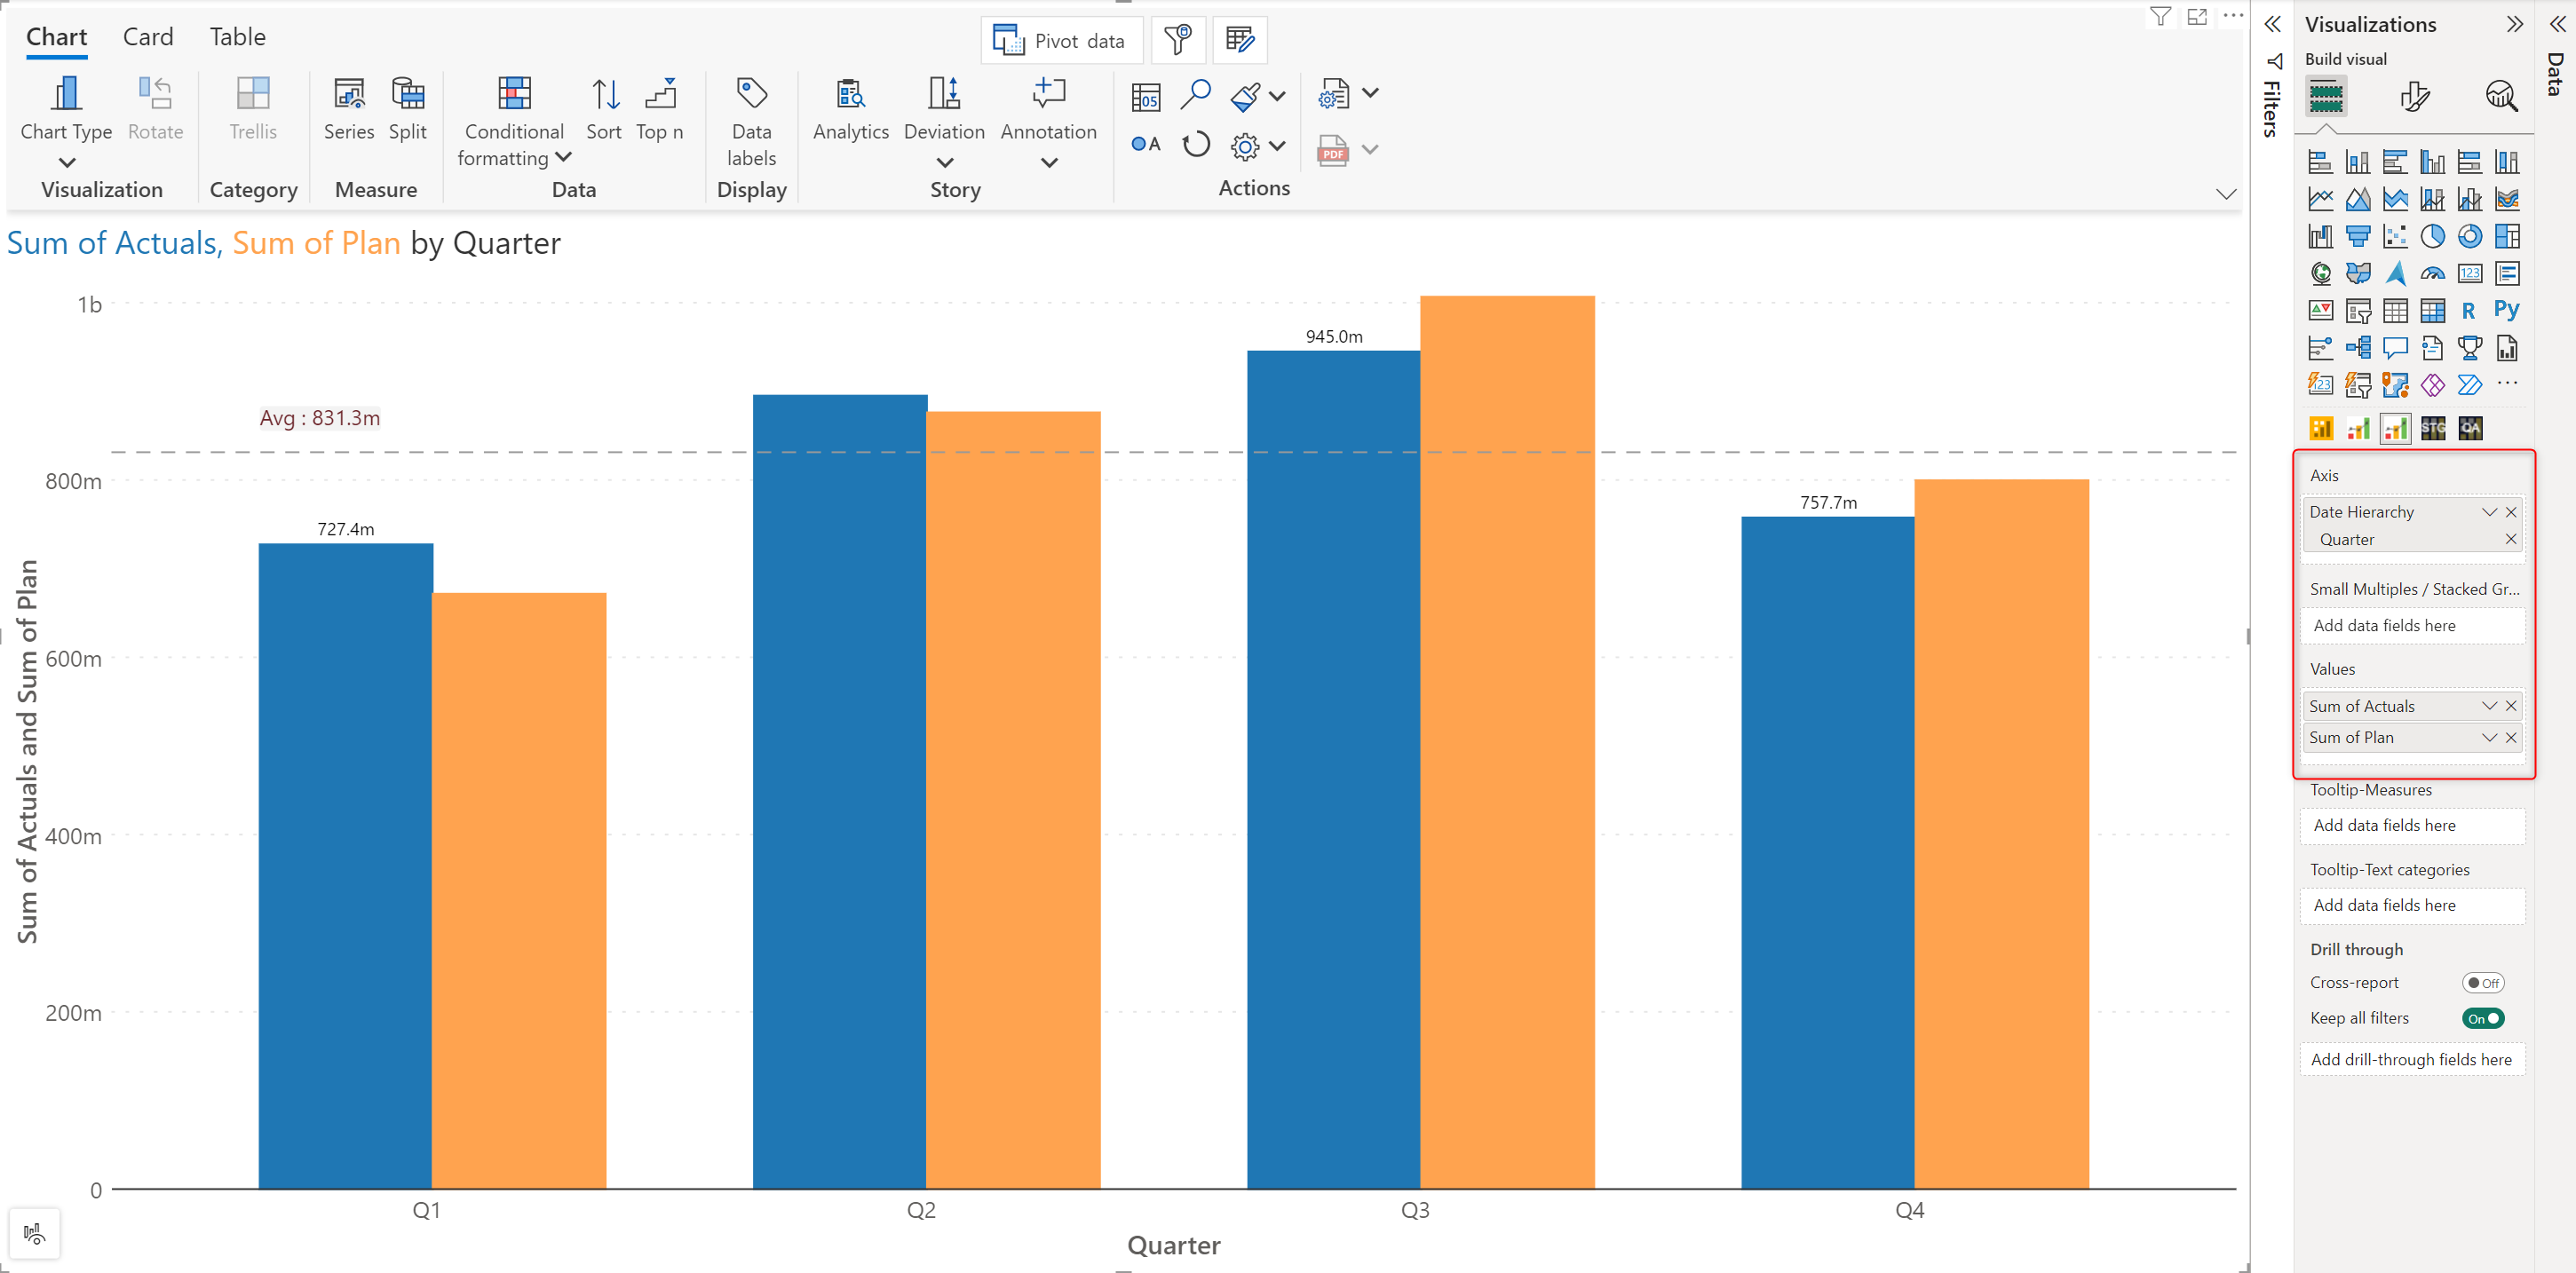 Chart Card Table
Pivot data
Chart Type
Rotate
Trellis
Series
Split
Conditional
formatting
Sort
Top n
Data
labels
Analytics
Deviation
Annotation
05
A
PDF
Visualization
Category
Measure
Data
Display
Story
Actions
Sum of Actuals, Sum of Plan by Quarter
Sum of Actuals and Sum of Plan
1b
800m
600m
400m
200m
0
Avg : 831.3m
727.4m
945.0m
757.7m
Q1
Q2
Q3
Q4
Quarter
Filters
Visualizations
Build visual
123
R
Py
123
STG
QA
Axis
Date Hierarchy
Quarter
Small Multiples / Stacked Gr...
Add data fields here
Values
Sum of Actuals
Sum of Plan
Tooltip-Measures
Add data fields here
Tooltip-Text categories
Add data fields here
Drill through
Cross-report
Off
Keep all filters
On
Add drill-through fields here
Data